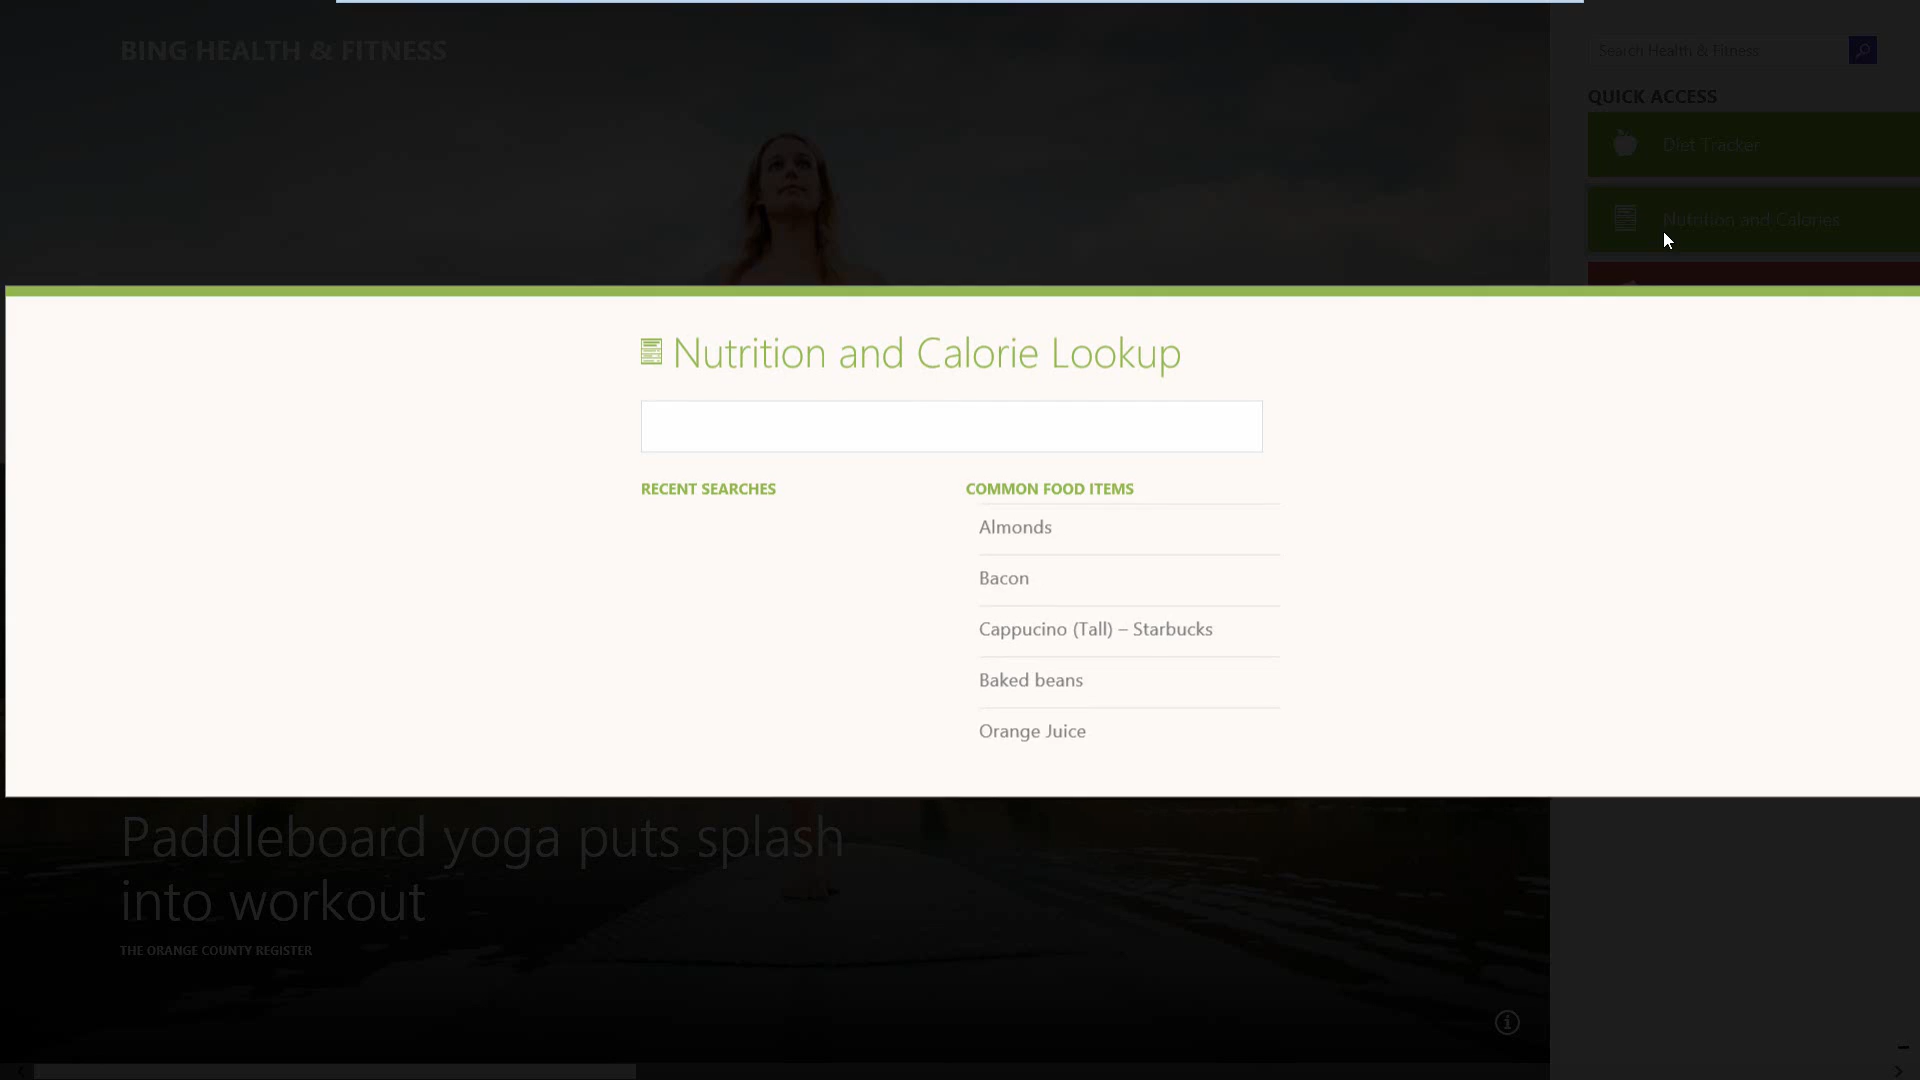 BING HEALTH & FITNESS
Search Health & Fitness
QUICK ACCESS
Diet Tracker
Nutrition and Calories
Nutrition and Calorie Lookup
RECENT SEARCHES
COMMON FOOD ITEMS
Almonds
Bacon
Cappucino (Tall) – Starbucks
Baked beans
Orange Juice
Paddleboard yoga puts splash
into workout
THE ORANGE COUNTY REGISTER